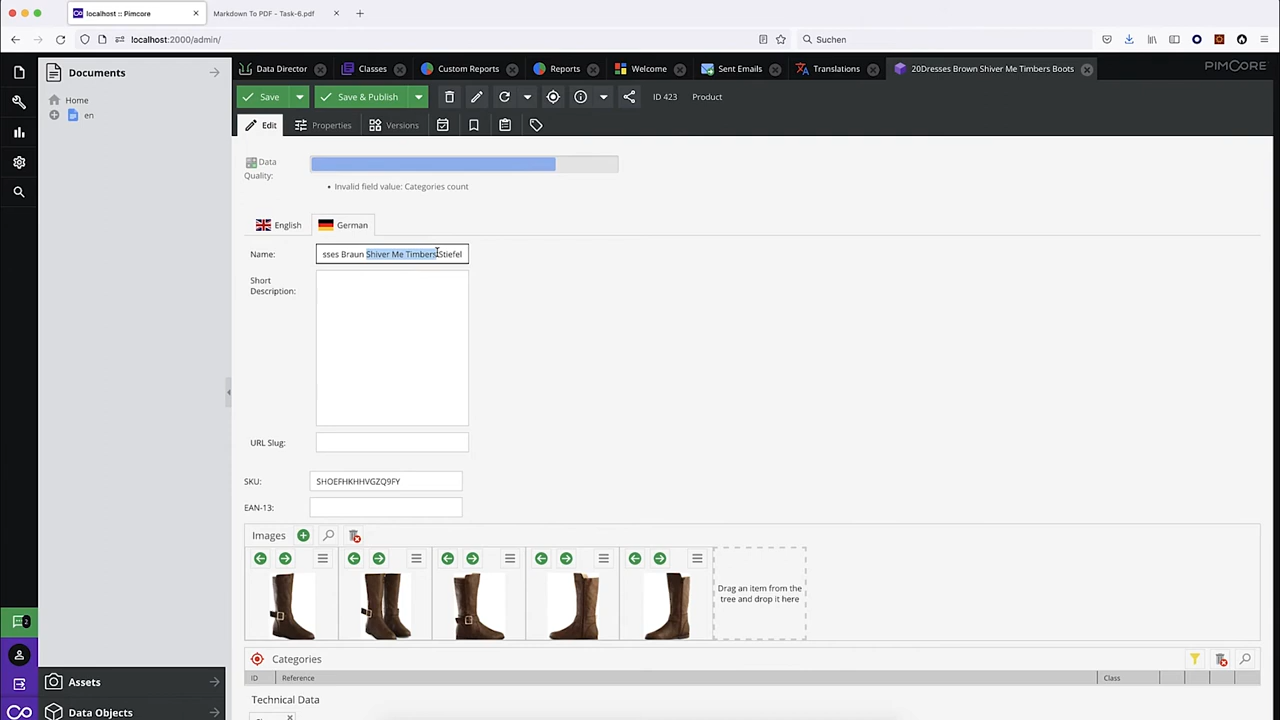 localhost :: Pimcore
Markdown To PDF - Task-6.pdf
localhost:2000/admin/
Suchen
Documents
Data Director
Classes
Custom Reports
Reports
Welcome
Sent Emails
Translations
20Dresses Brown Shiver Me Timbers Boots
PIMCORE
Home
en
Save
Save & Publish
ID 423
Product
Edit
Properties
Versions
Data
Quality:
• Invalid field value: Categories count
English
German
Name:
sses Braun Shiver Me Timbers Stiefel
Short
Description:
URL Slug:
SKU:
SHOEFHKHHVGZQ9FY
EAN-13:
Images
Drag an item from the
tree and drop it here
Categories
ID
Reference
Class
Technical Data
2
Assets
Data Objects